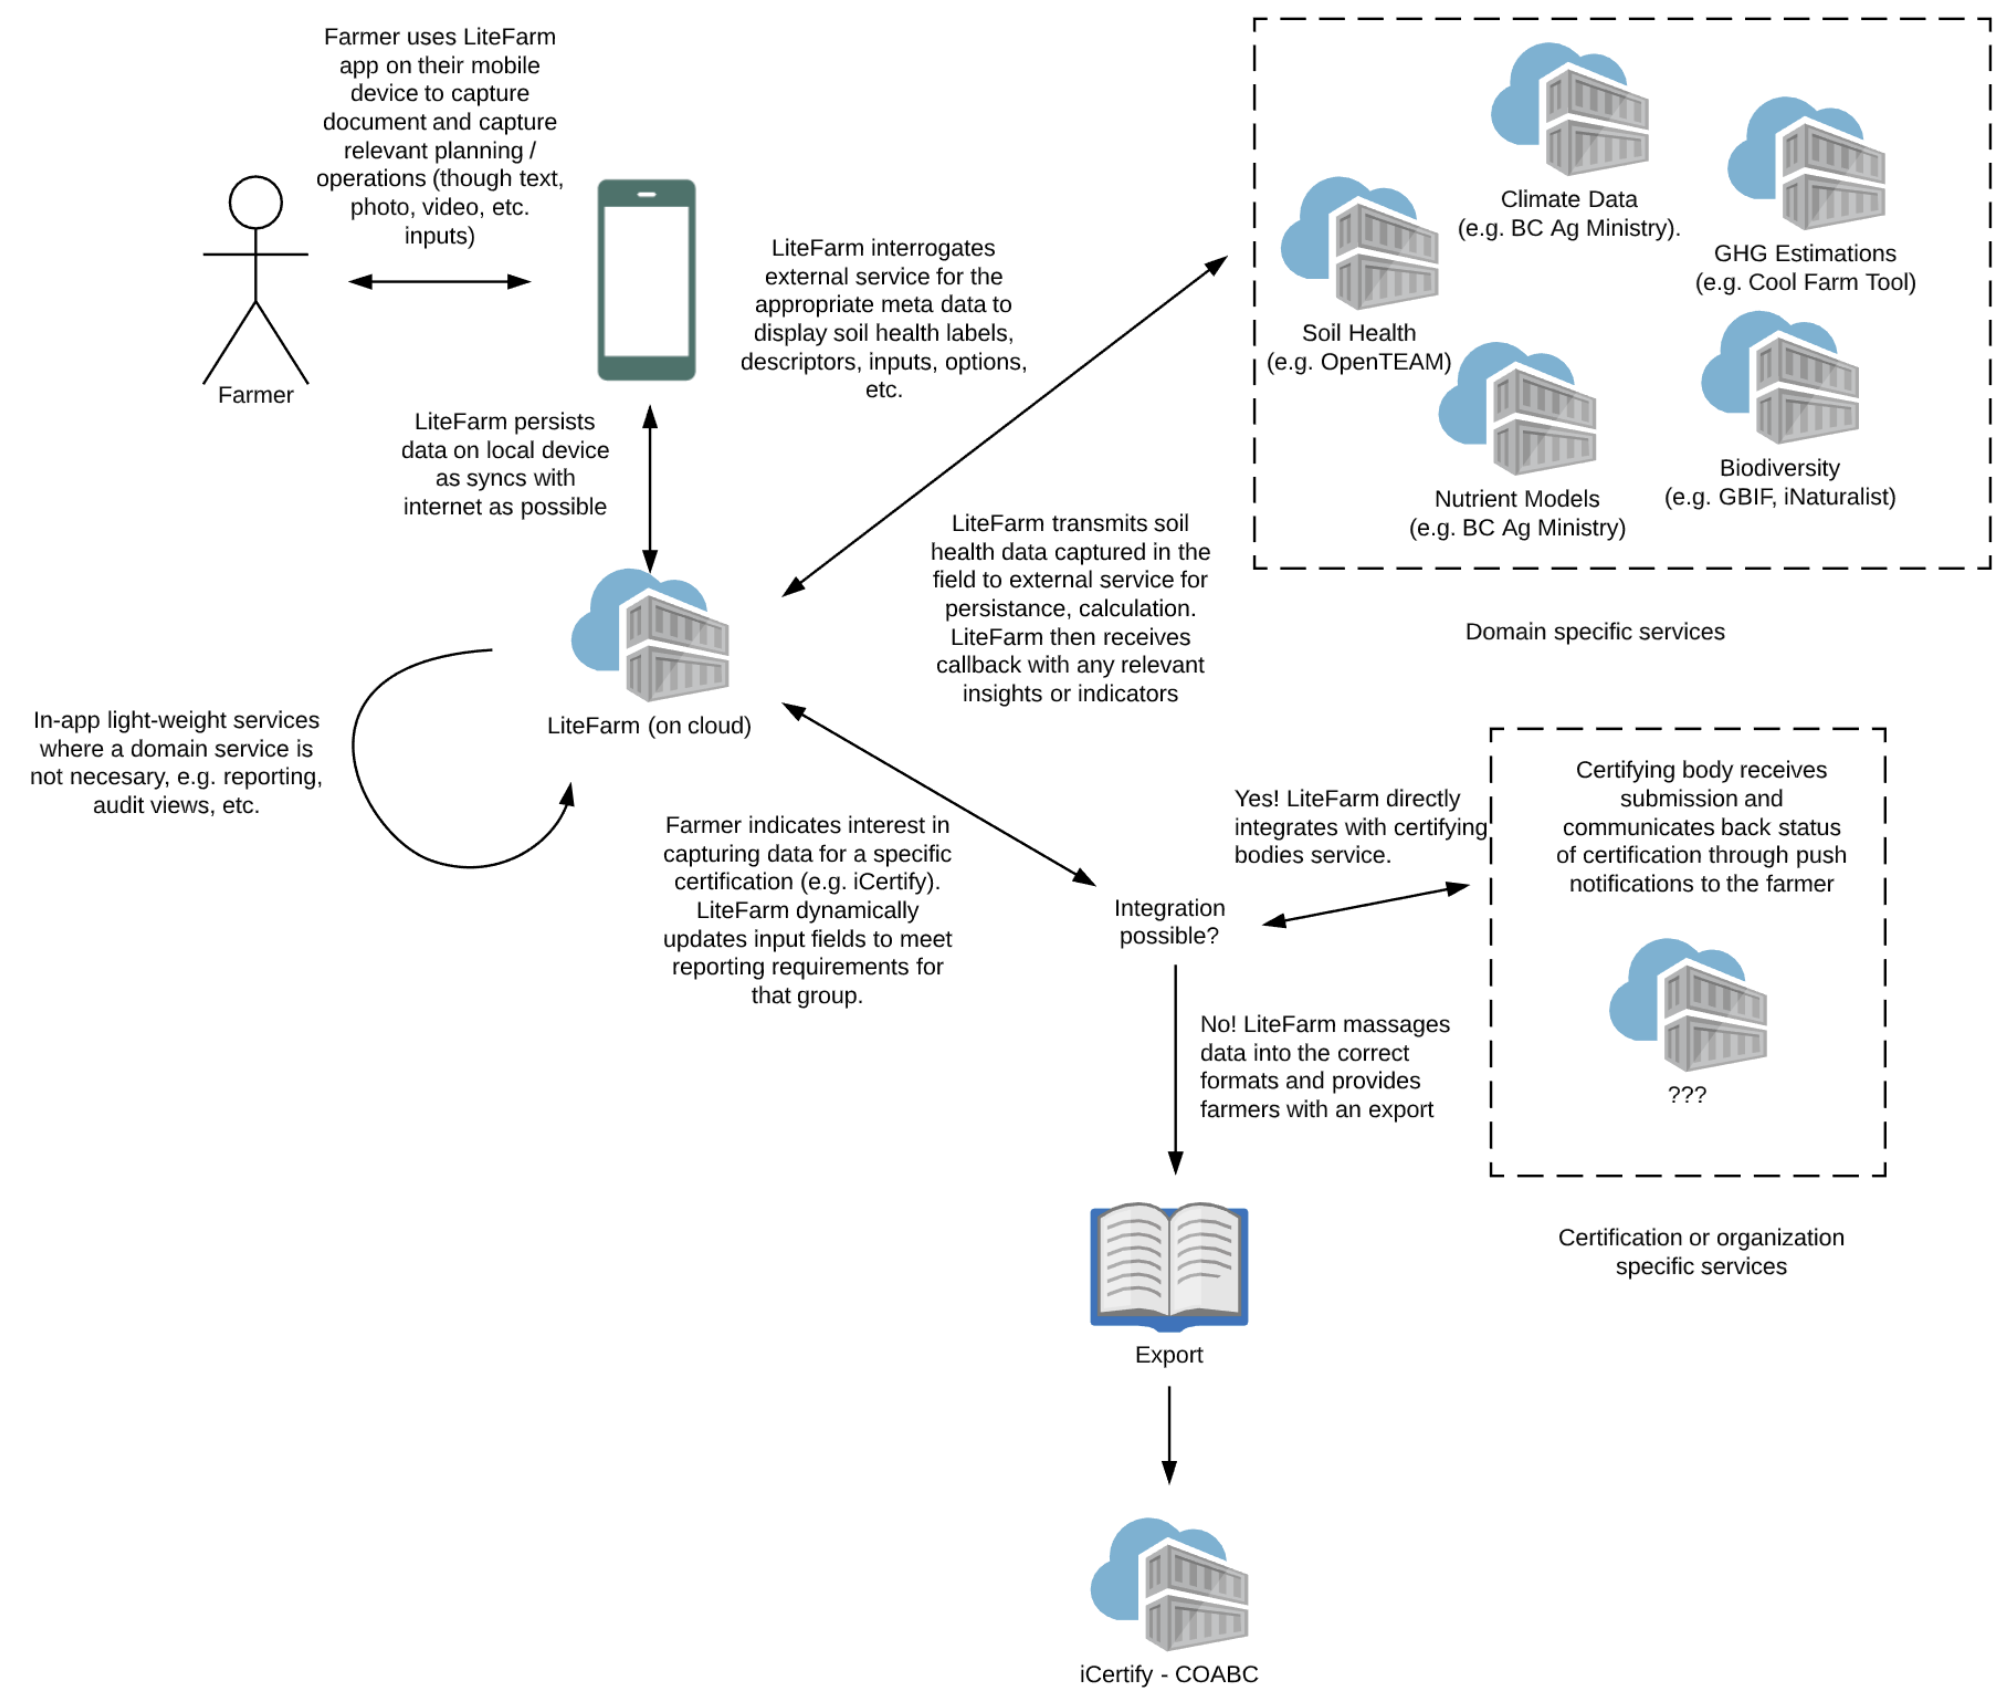 Farmer uses LiteFarm
app on their mobile
device to capture
document and capture
relevant planning /
operations (though text,
photo, video, etc.
inputs)
Farmer
LiteFarm persists
data on local device
as syncs with
internet as possible
LiteFarm interrogates
external service for the
appropriate meta data to
display soil health labels,
descriptors, inputs, options,
etc.
Climate Data
(e.g. BC Ag Ministry).
GHG Estimations
(e.g. Cool Farm Tool)
Soil Health
(e.g. OpenTEAM)
Biodiversity
(e.g. GBIF, iNaturalist)
Nutrient Models
(e.g. BC Ag Ministry)
Domain specific services
LiteFarm transmits soil
health data captured in the
field to external service for
persistance, calculation.
LiteFarm then receives
callback with any relevant
insights or indicators
LiteFarm (on cloud)
In-app light-weight services
where a domain service is
not necesary, e.g. reporting,
audit views, etc.
Farmer indicates interest in
capturing data for a specific
certification (e.g. iCertify).
LiteFarm dynamically
updates input fields to meet
reporting requirements for
that group.
Integration
possible?
Yes! LiteFarm directly
integrates with certifying
bodies service.
Certifying body receives
submission and
communicates back status
of certification through push
notifications to the farmer
???
Certification or organization
specific services
No! LiteFarm massages
data into the correct
formats and provides
farmers with an export
Export
iCertify - COABC